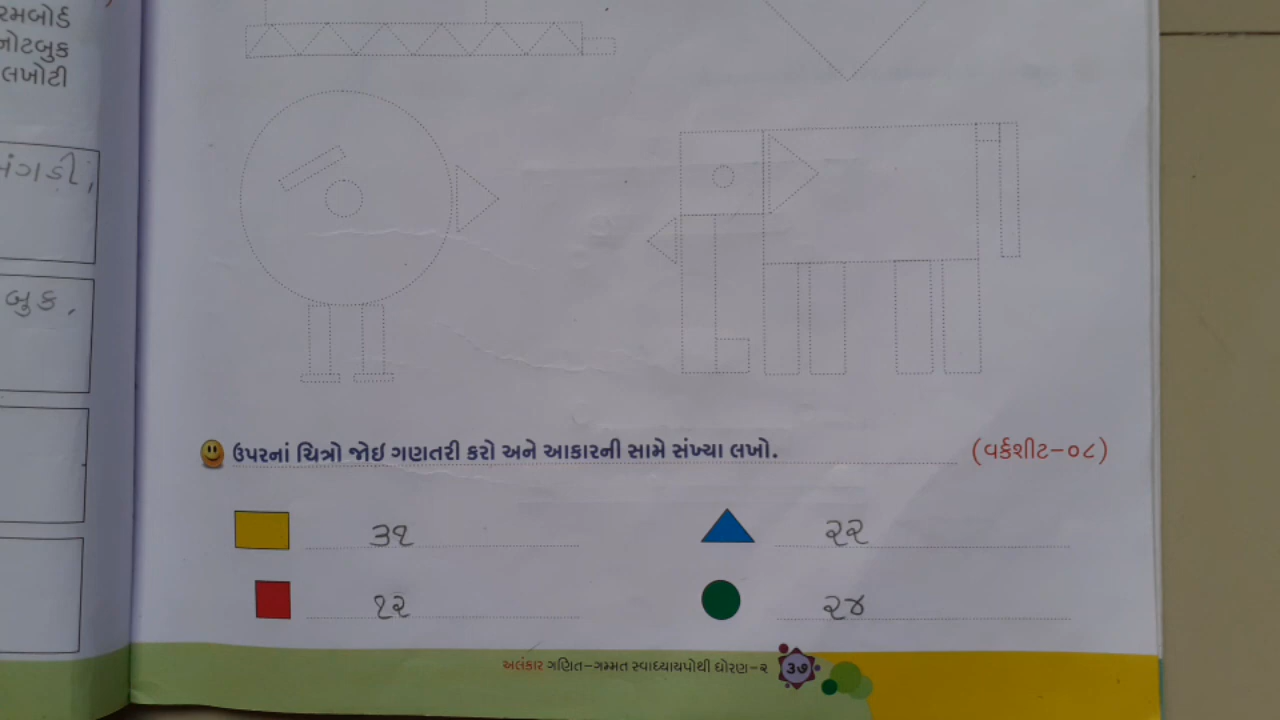 રમબોર્ડ
નોટબુક
લખોટી
બુક,
ઉપરનાં ચિત્રો જોઈ ગણતરી કરો અને આકારની સામે સંખ્યા લખો.
(વર્કશીટ-૦૮)
૩૧
૨૨
૧૨
૨૪
અલંકાર ગણિત-ગમ્મત સ્વાધ્યાયપોથી ધોરણ-૨
૩૭